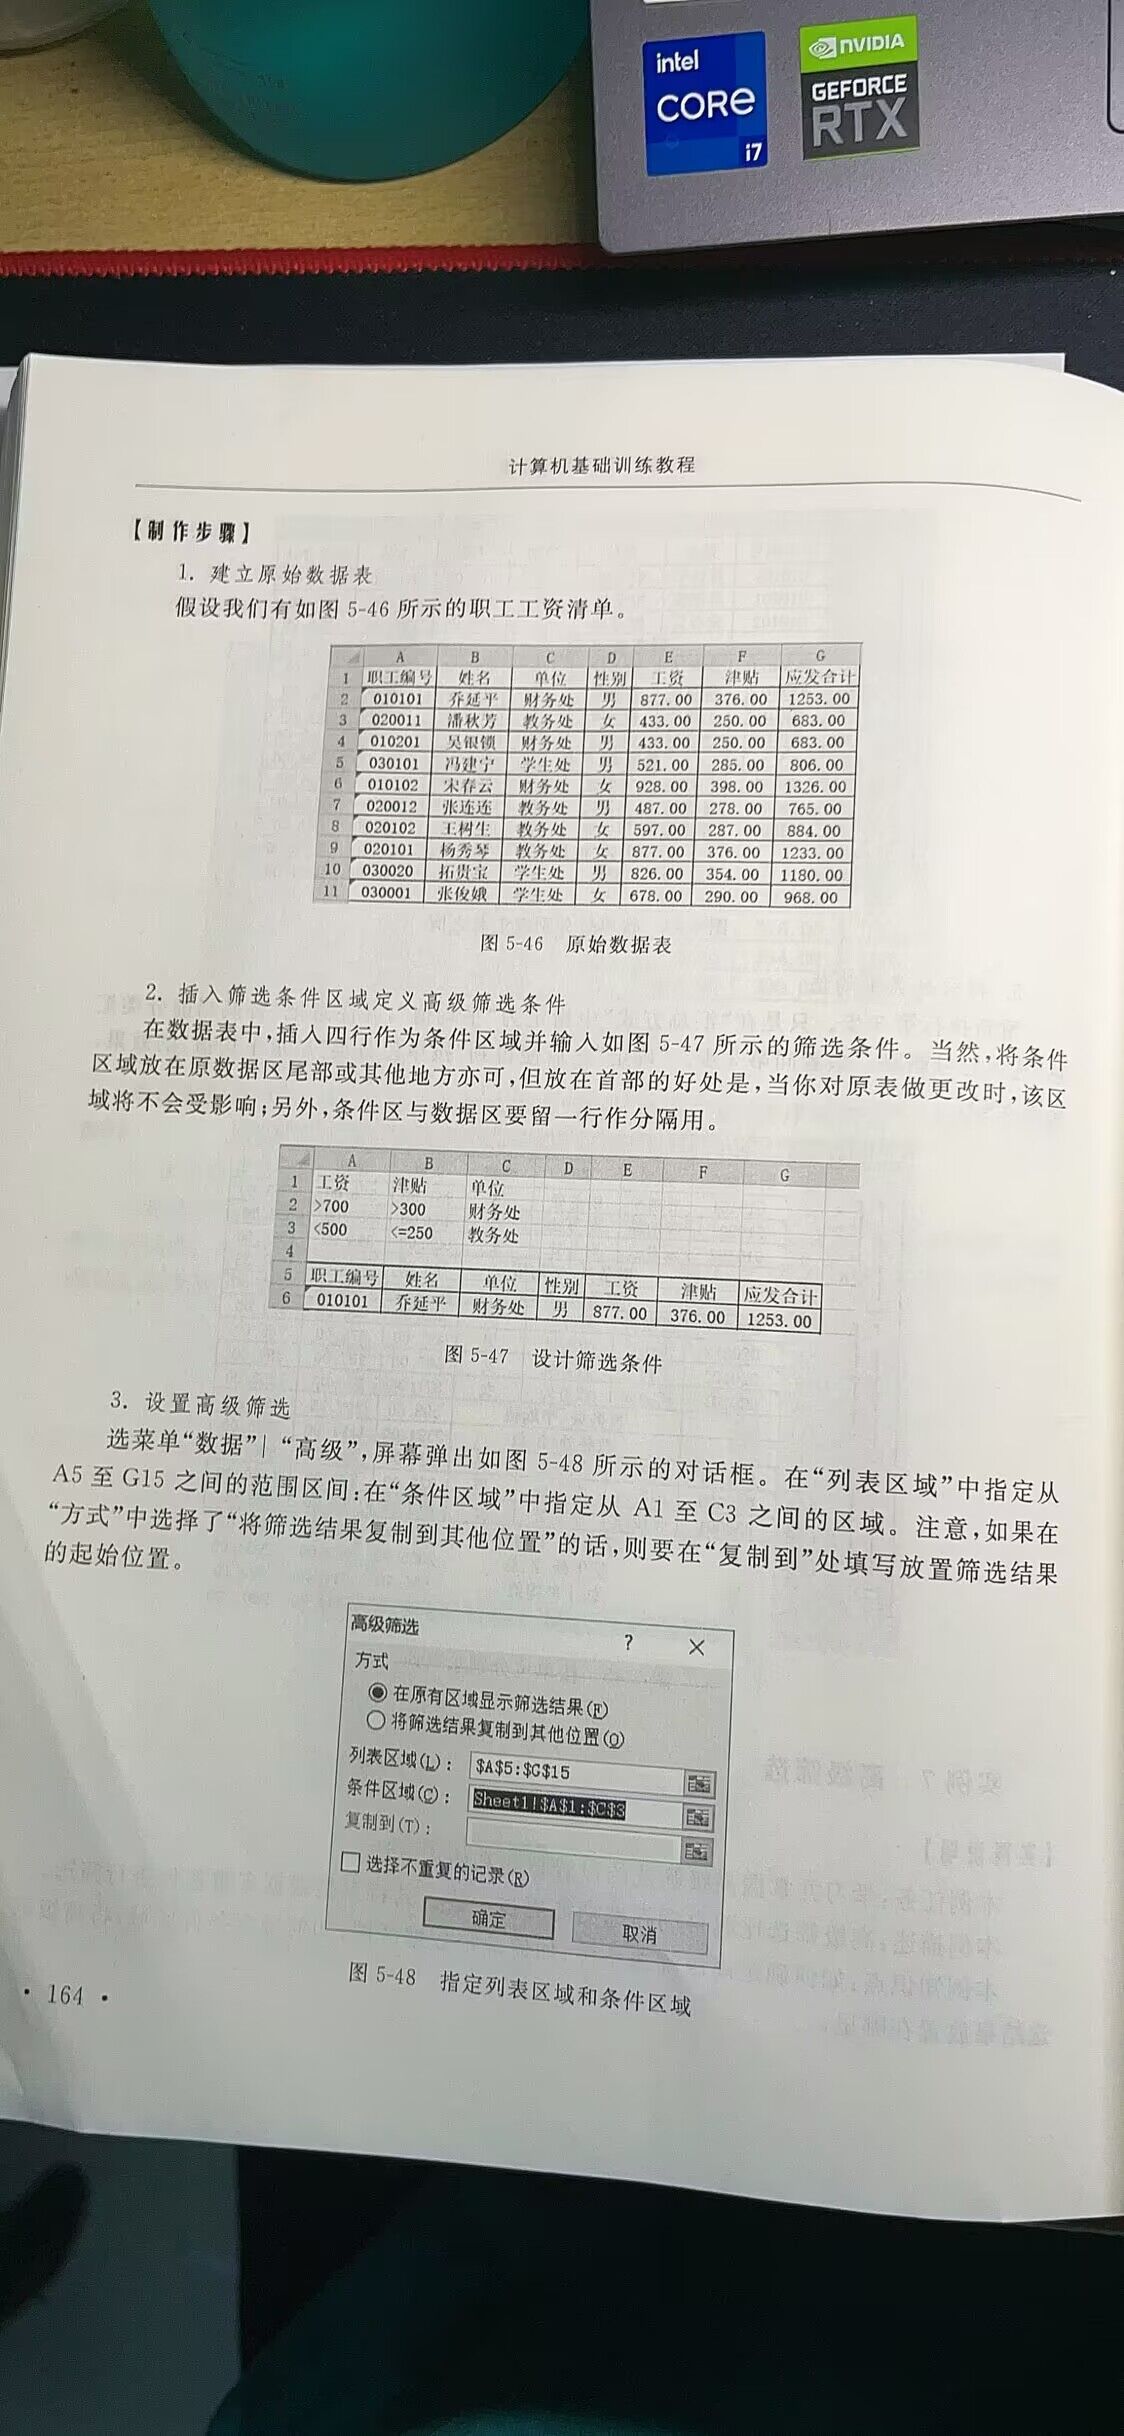 intel
CORE
i7
NVIDIA
GEFORCE
RTX
计算机基础训练教程
【制作步骤】
1. 建立原始数据表
假设我们有如图 5-46 所示的职工工资清单。
A B C D E F G
1 职工编号 姓名 单位 性别 工资 津贴 应发合计
2 010101 乔延平 财务处 男 877.00 376.00 1253.00
3 020011 潘秋芳 教务处 女 433.00 250.00 683.00
4 010201 吴银锁 财务处 男 433.00 250.00 683.00
5 030101 冯建宁 学生处 男 521.00 285.00 806.00
6 010102 宋春云 财务处 女 928.00 398.00 1326.00
7 020012 张连连 教务处 男 487.00 278.00 765.00
8 020102 王树生 教务处 女 597.00 287.00 884.00
9 020101 杨秀琴 教务处 女 877.00 376.00 1233.00
10 030020 拓贵宝 学生处 男 826.00 354.00 1180.00
11 030001 张俊娥 学生处 女 678.00 290.00 968.00
图 5-46 原始数据表
2. 插入筛选条件区域定义高级筛选条件
在数据表中,插入四行作为条件区域并输入如图 5-47 所示的筛选条件。当然,将条件
区域放在原数据区尾部或其他地方亦可,但放在首部的好处是,当你对原表做更改时,该区
域将不会受影响;另外,条件区与数据区要留一行作分隔用。
A B C D E F G
1 工资 津贴 单位
2 >700 >300 财务处
3 <500 <=250 教务处
4
5 职工编号 姓名 单位 性别 工资 津贴 应发合计
6 010101 乔延平 财务处 男 877.00 376.00 1253.00
图 5-47 设计筛选条件
3. 设置高级筛选
选菜单“数据”|“高级”,屏幕弹出如图 5-48 所示的对话框。在“列表区域”中指定从
A5 至 G15 之间的范围区间;在“条件区域”中指定从 A1 至 C3 之间的区域。注意,如果在
“方式”中选择了“将筛选结果复制到其他位置”的话,则要在“复制到”处填写放置筛选结果
的起始位置。
高级筛选 ? ×
方式
在原有区域显示筛选结果(F)
将筛选结果复制到其他位置(O)
列表区域(L): $A$5:$G$15
条件区域(C): Sheet1!$A$1:$C$3
复制到(T):
选择不重复的记录(R)
确定 取消
图 5-48 指定列表区域和条件区域
· 164 ·